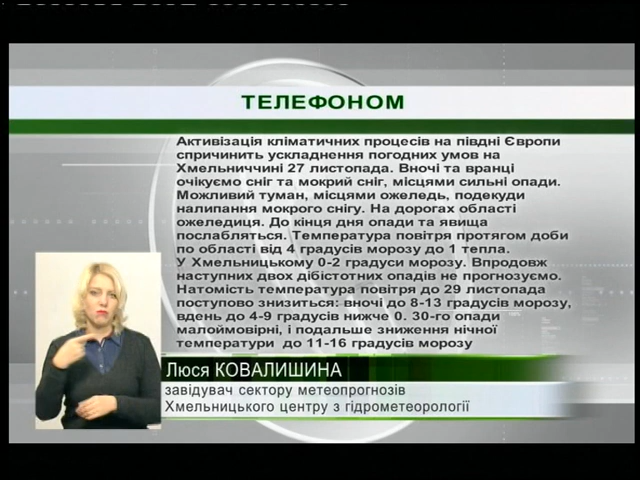 ТЕЛЕФОНОМ
Активізація кліматичних процесів на півдні Європи
спричинить ускладнення погодних умов на
Хмельниччині 27 листопада. Вночі та вранці
очікуємо сніг та мокрий сніг, місцями сильні опади.
Можливий туман, місцями ожеледь, подекуди
налипання мокрого снігу. На дорогах області
ожеледиця. До кінця дня опади та явища
послабляться. Температура повітря протягом доби
по області від 4 градусів морозу до 1 тепла.
У Хмельницькому 0-2 градуси морозу. Впродовж
наступних двох дібістотних опадів не прогнозуємо.
Натомість температура повітря до 29 листопада
поступово знизиться: вночі до 8-13 градусів морозу,
вдень до 4-9 градусів нижче 0. 30-го опади
малоймовірні, і подальше зниження нічної
температури до 11-16 градусів морозу
Люся КОВАЛИШИНА
завідувач сектору метеопрогнозів
Хмельницького центру з гідрометеорології